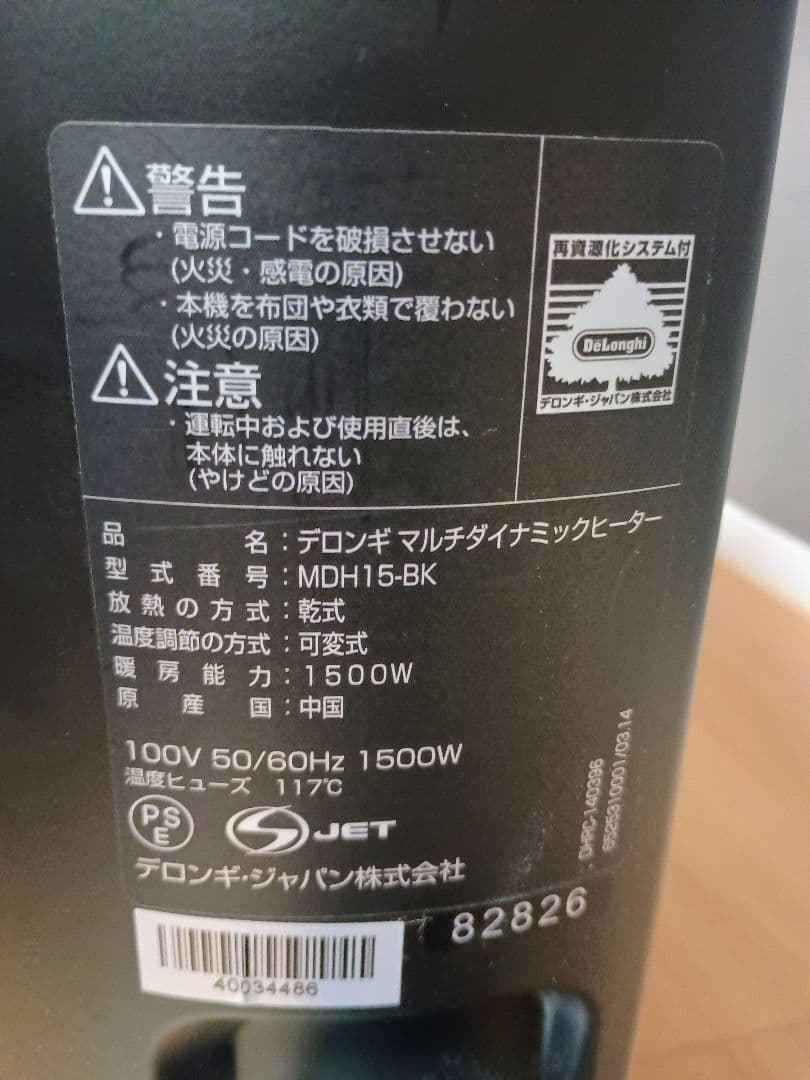 警告
・電源コードを破損させない
(火災・感電の原因)
・本機を布団や衣類で覆わない
(火災の原因)
注意
・運転中および使用直後は、
本体に触れない
(やけどの原因)
再資源化システム付
DēLonghi
デロンギ・ジャパン株式会社
品名：デロンギ マルチダイナミックヒーター
型式番号：MDH15-BK
放熱の方式：乾式
温度調節の方式：可変式
暖房能力：1500W
原産国：中国
100V 50/60Hz 1500W
温度ヒューズ 117℃
PSE
JET
デロンギ・ジャパン株式会社
DHRC-140396
5525910001/03.14
82826
40034486